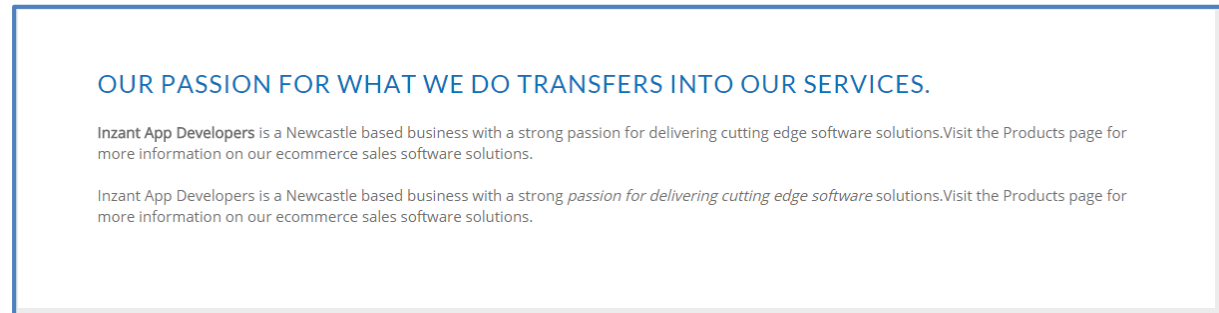 OUR PASSION FOR WHAT WE DO TRANSFERS INTO OUR SERVICES.
Inzant App Developers is a Newcastle based business with a strong passion for delivering cutting edge software solutions.Visit the Products page for
more information on our ecommerce sales software solutions.
Inzant App Developers is a Newcastle based business with a strong passion for delivering cutting edge software solutions.Visit the Products page for
more information on our ecommerce sales software solutions.